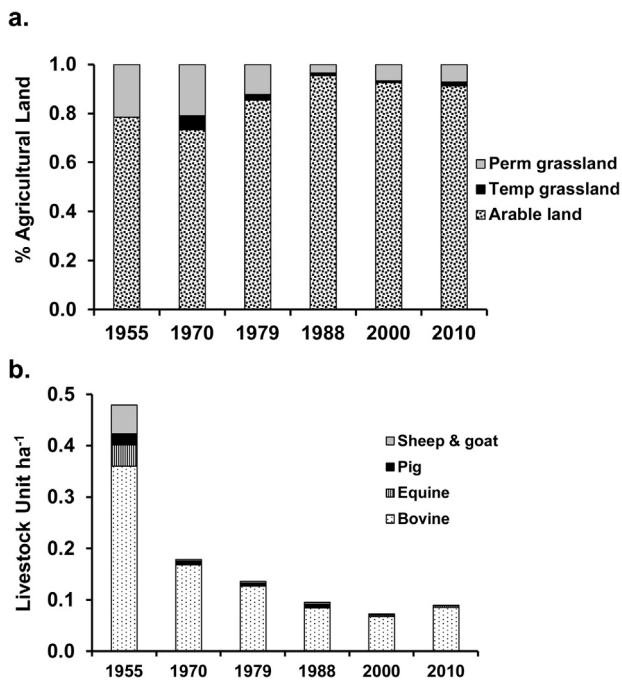 a.
% Agricultural Land
1.0
0.8
0.6
0.4
0.2
0.0
1955 1970 1979 1988 2000 2010
Perm grassland
Temp grassland
Arable land
b.
Livestock Unit ha⁻¹
0.5
0.4
0.3
0.2
0.1
0.0
1955 1970 1979 1988 2000 2010
Sheep & goat
Pig
Equine
Bovine